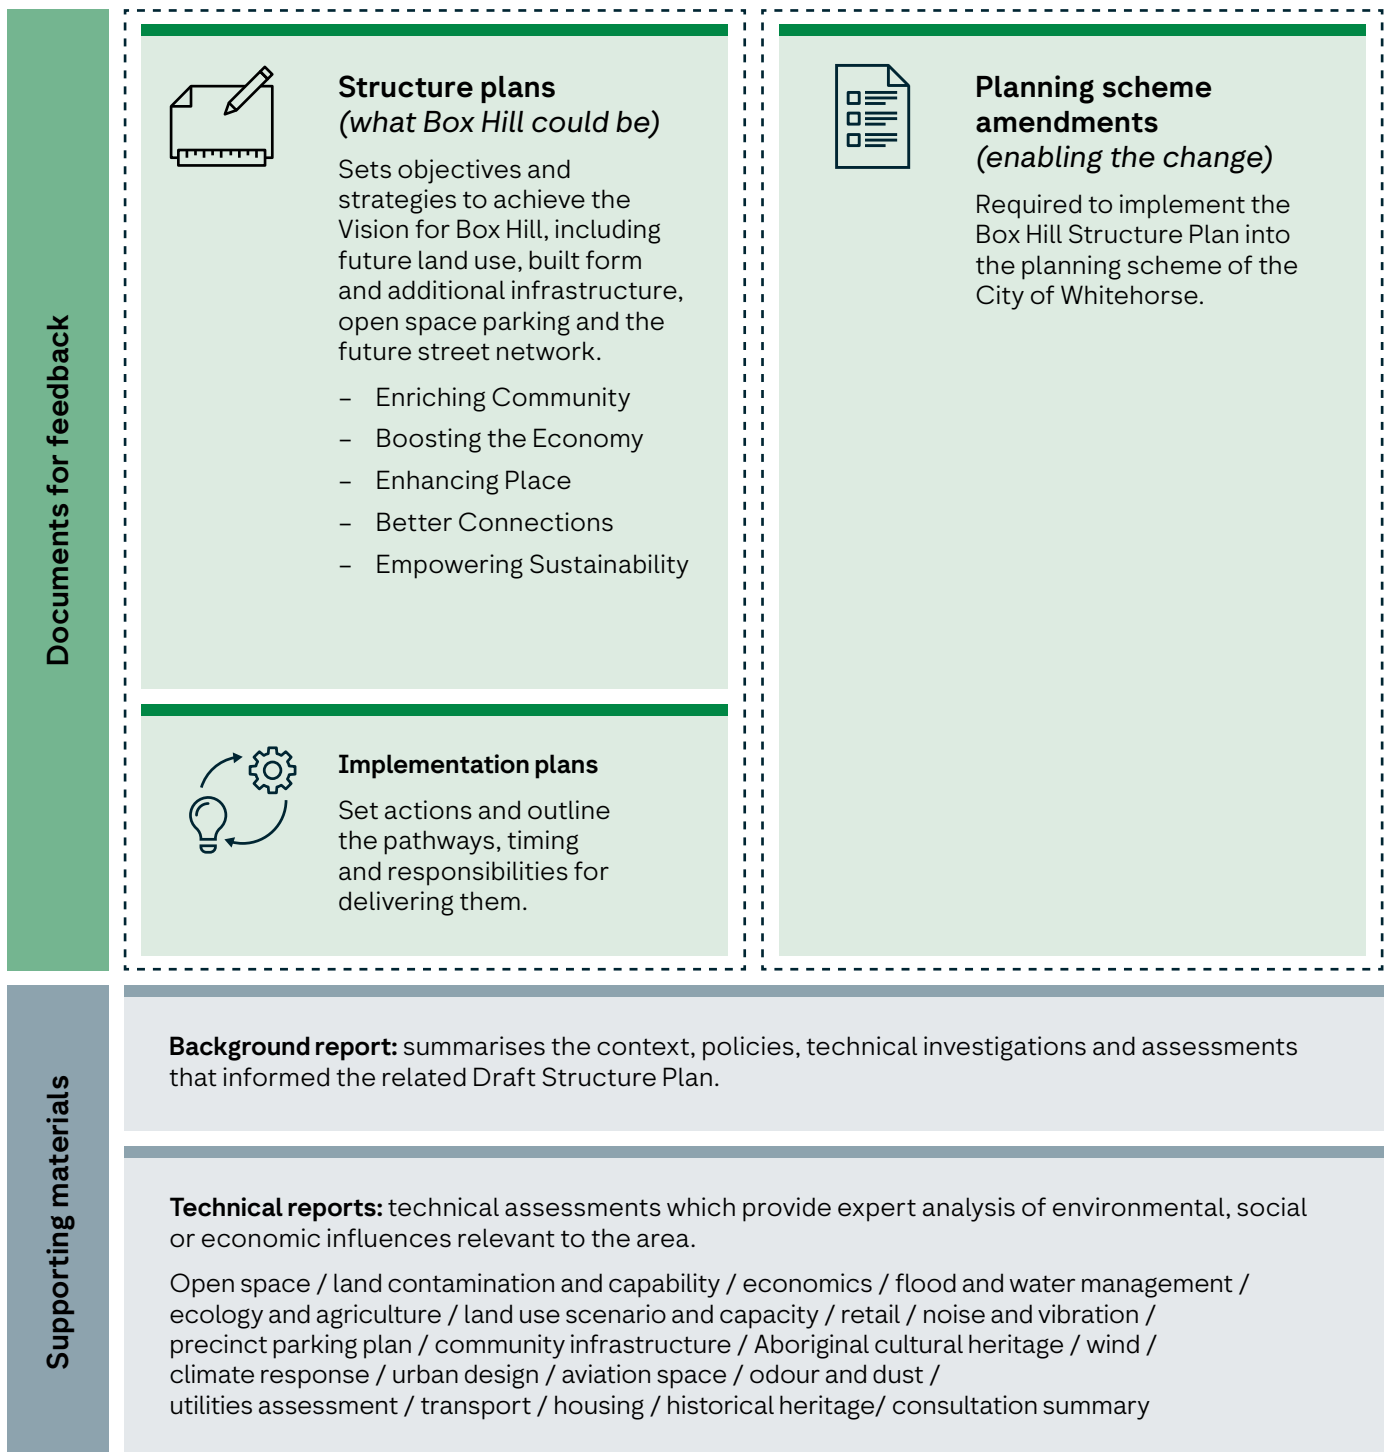 Documents for feedback
Structure plans
(what Box Hill could be)
Sets objectives and
strategies to achieve the
Vision for Box Hill, including
future land use, built form
and additional infrastructure,
open space parking and the
future street network.
– Enriching Community
– Boosting the Economy
– Enhancing Place
– Better Connections
– Empowering Sustainability
Implementation plans
Set actions and outline
the pathways, timing
and responsibilities for
delivering them.
Planning scheme
amendments
(enabling the change)
Required to implement the
Box Hill Structure Plan into
the planning scheme of the
City of Whitehorse.
Supporting materials
Background report: summarises the context, policies, technical investigations and assessments
that informed the related Draft Structure Plan.
Technical reports: technical assessments which provide expert analysis of environmental, social
or economic influences relevant to the area.
Open space / land contamination and capability / economics / flood and water management /
ecology and agriculture / land use scenario and capacity / retail / noise and vibration /
precinct parking plan / community infrastructure / Aboriginal cultural heritage / wind /
climate response / urban design / aviation space / odour and dust /
utilities assessment / transport / housing / historical heritage/ consultation summary